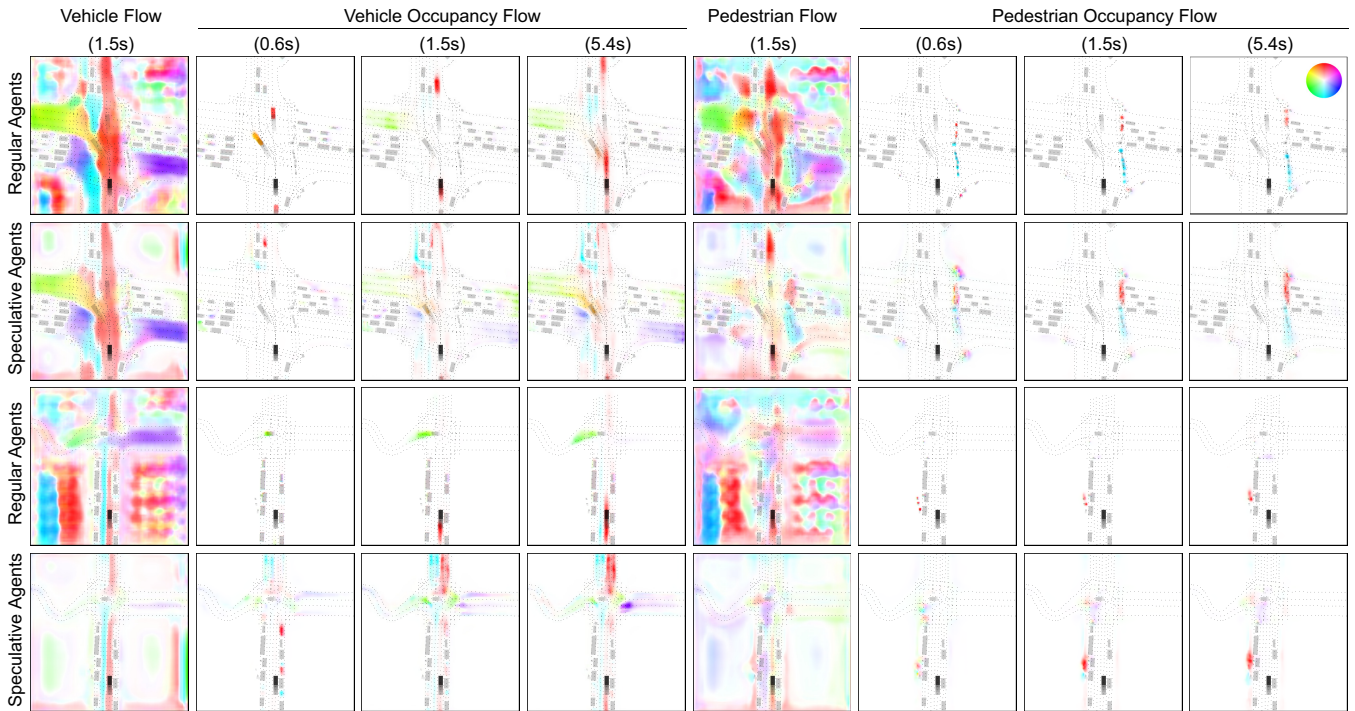 Vehicle Flow
Vehicle Occupancy Flow
Pedestrian Flow
Pedestrian Occupancy Flow
(1.5s)
(0.6s)
(1.5s)
(5.4s)
(1.5s)
(0.6s)
(1.5s)
(5.4s)
Regular Agents
Speculative Agents
Regular Agents
Speculative Agents